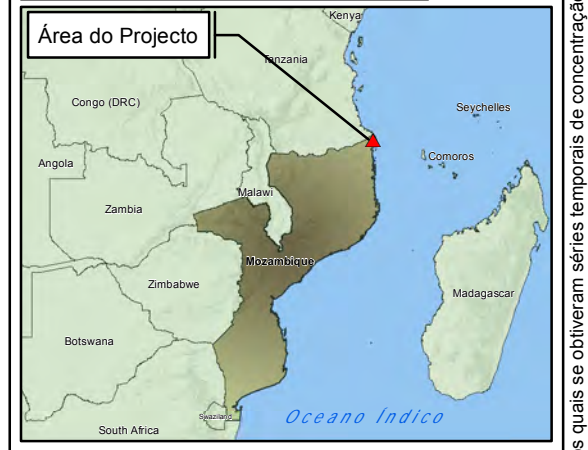 Kenya
Área do Projecto
Tanzania
Congo (DRC)
Seychelles
Angola
Comoros
Malawi
Zambia
Mozambique
Zimbabwe
Madagascar
Botswana
Swaziland
Oceano Índico
South Africa
quais se obtiveram séries temporais de concentração